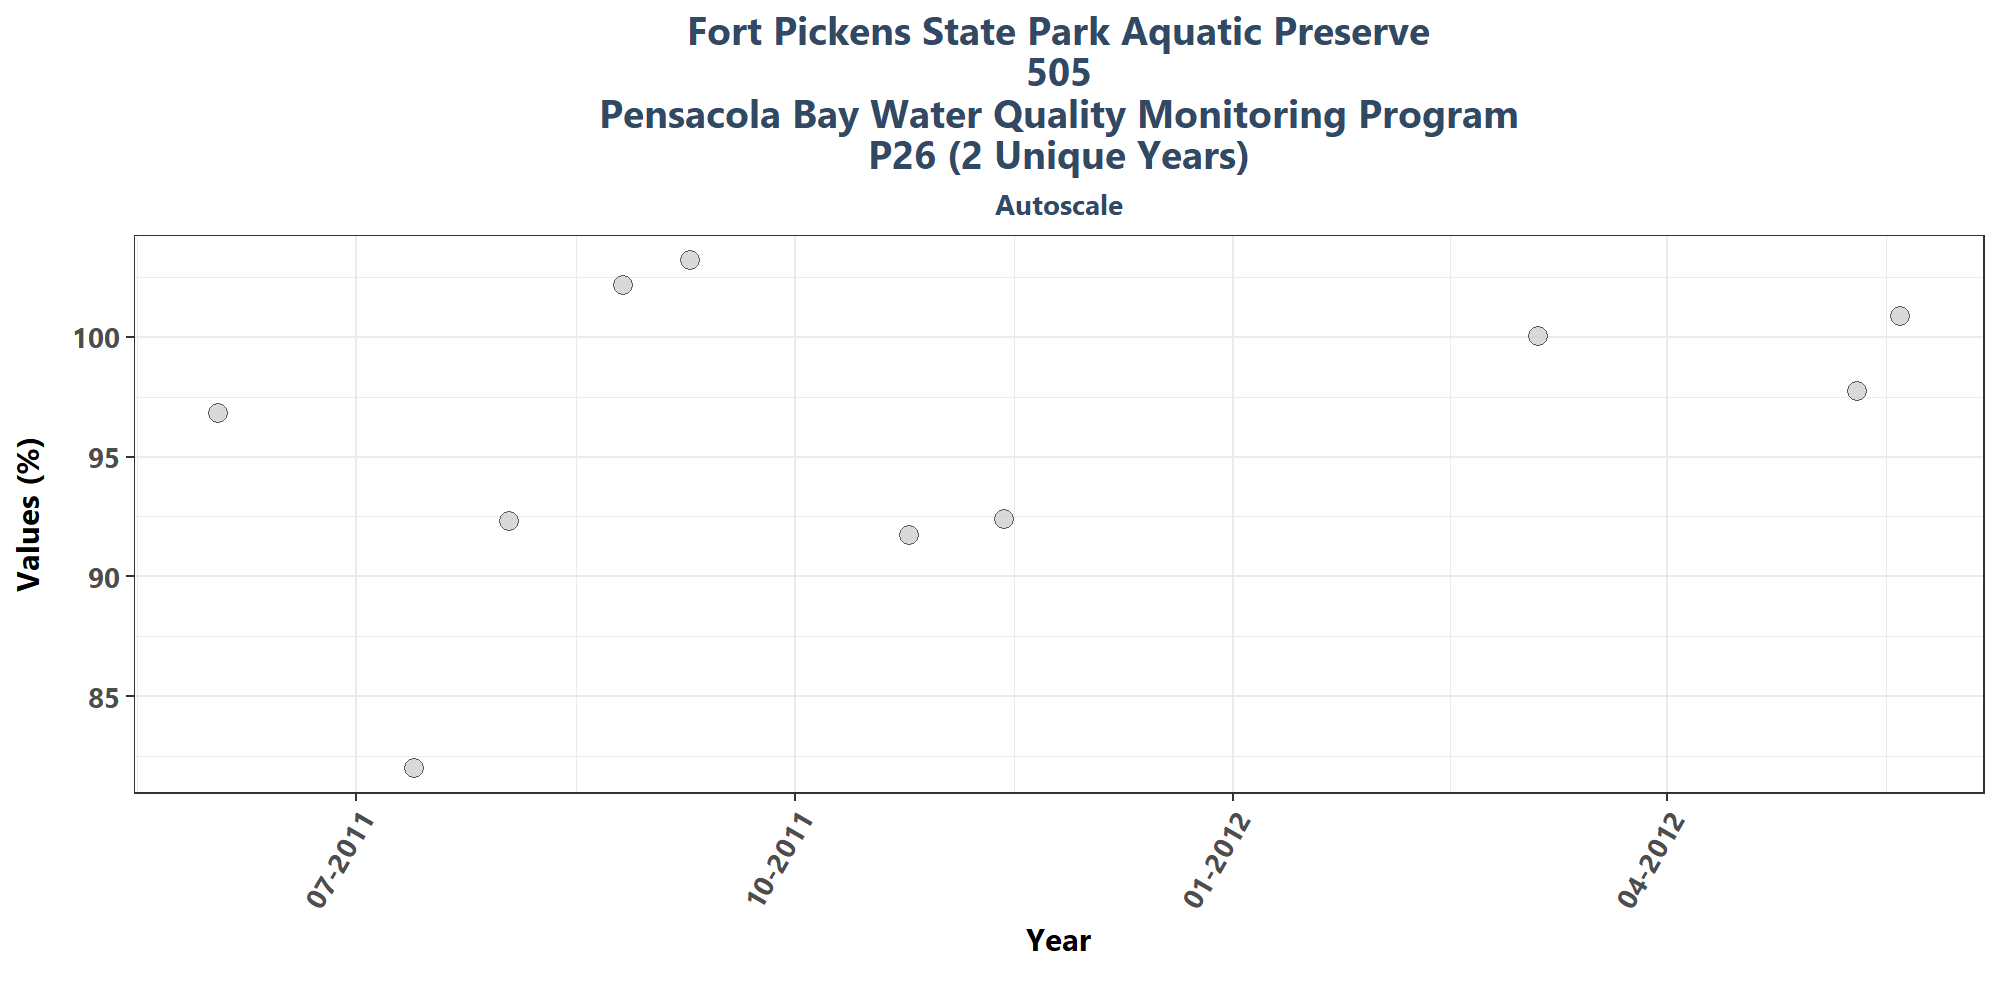 Fort Pickens State Park Aquatic Preserve
505
Pensacola Bay Water Quality Monitoring Program
P26 (2 Unique Years)
Autoscale
Values (%)
100
95
90
85
07-2011
10-2011
01-2012
04-2012
Year